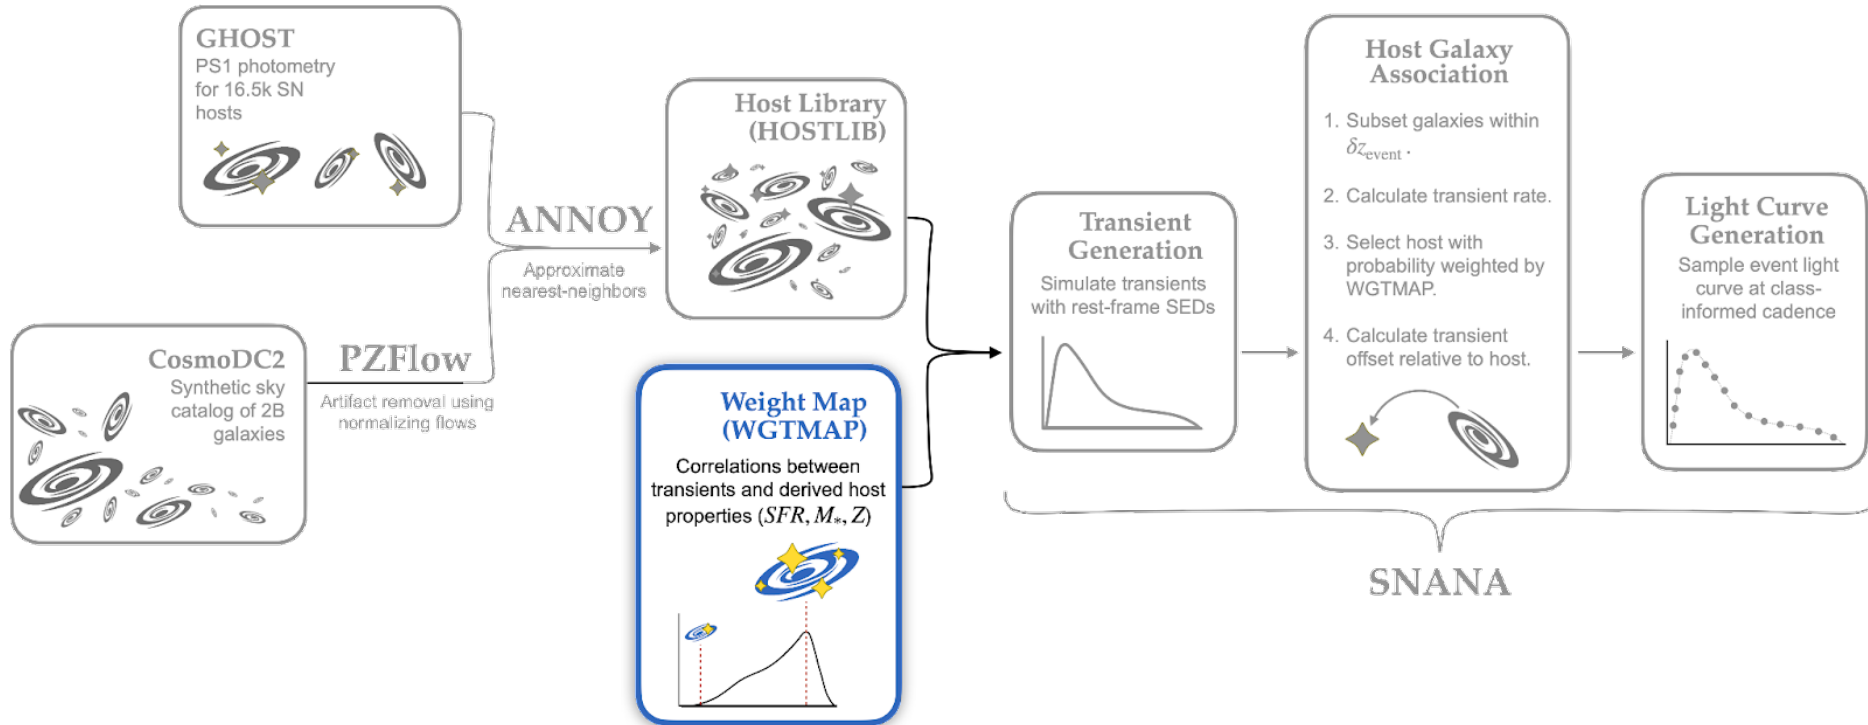 GHOST
PS1 photometry
for 16.5k SN
hosts
CosmoDC2
Synthetic sky
catalog of 2B
galaxies
PZFlow
Artifact removal using
normalizing flows
ANNOY
Approximate
nearest-neighbors
Host Library
(HOSTLIB)
Weight Map
(WGTMAP)
Correlations between
transients and derived host
properties (SFR, M*, Z)
Transient
Generation
Simulate transients
with rest-frame SEDs
Host Galaxy
Association
1. Subset galaxies within
δz_event .
2. Calculate transient rate.
3. Select host with
probability weighted by
WGTMAP.
4. Calculate transient
offset relative to host.
Light Curve
Generation
Sample event light
curve at class-
informed cadence
SNANA